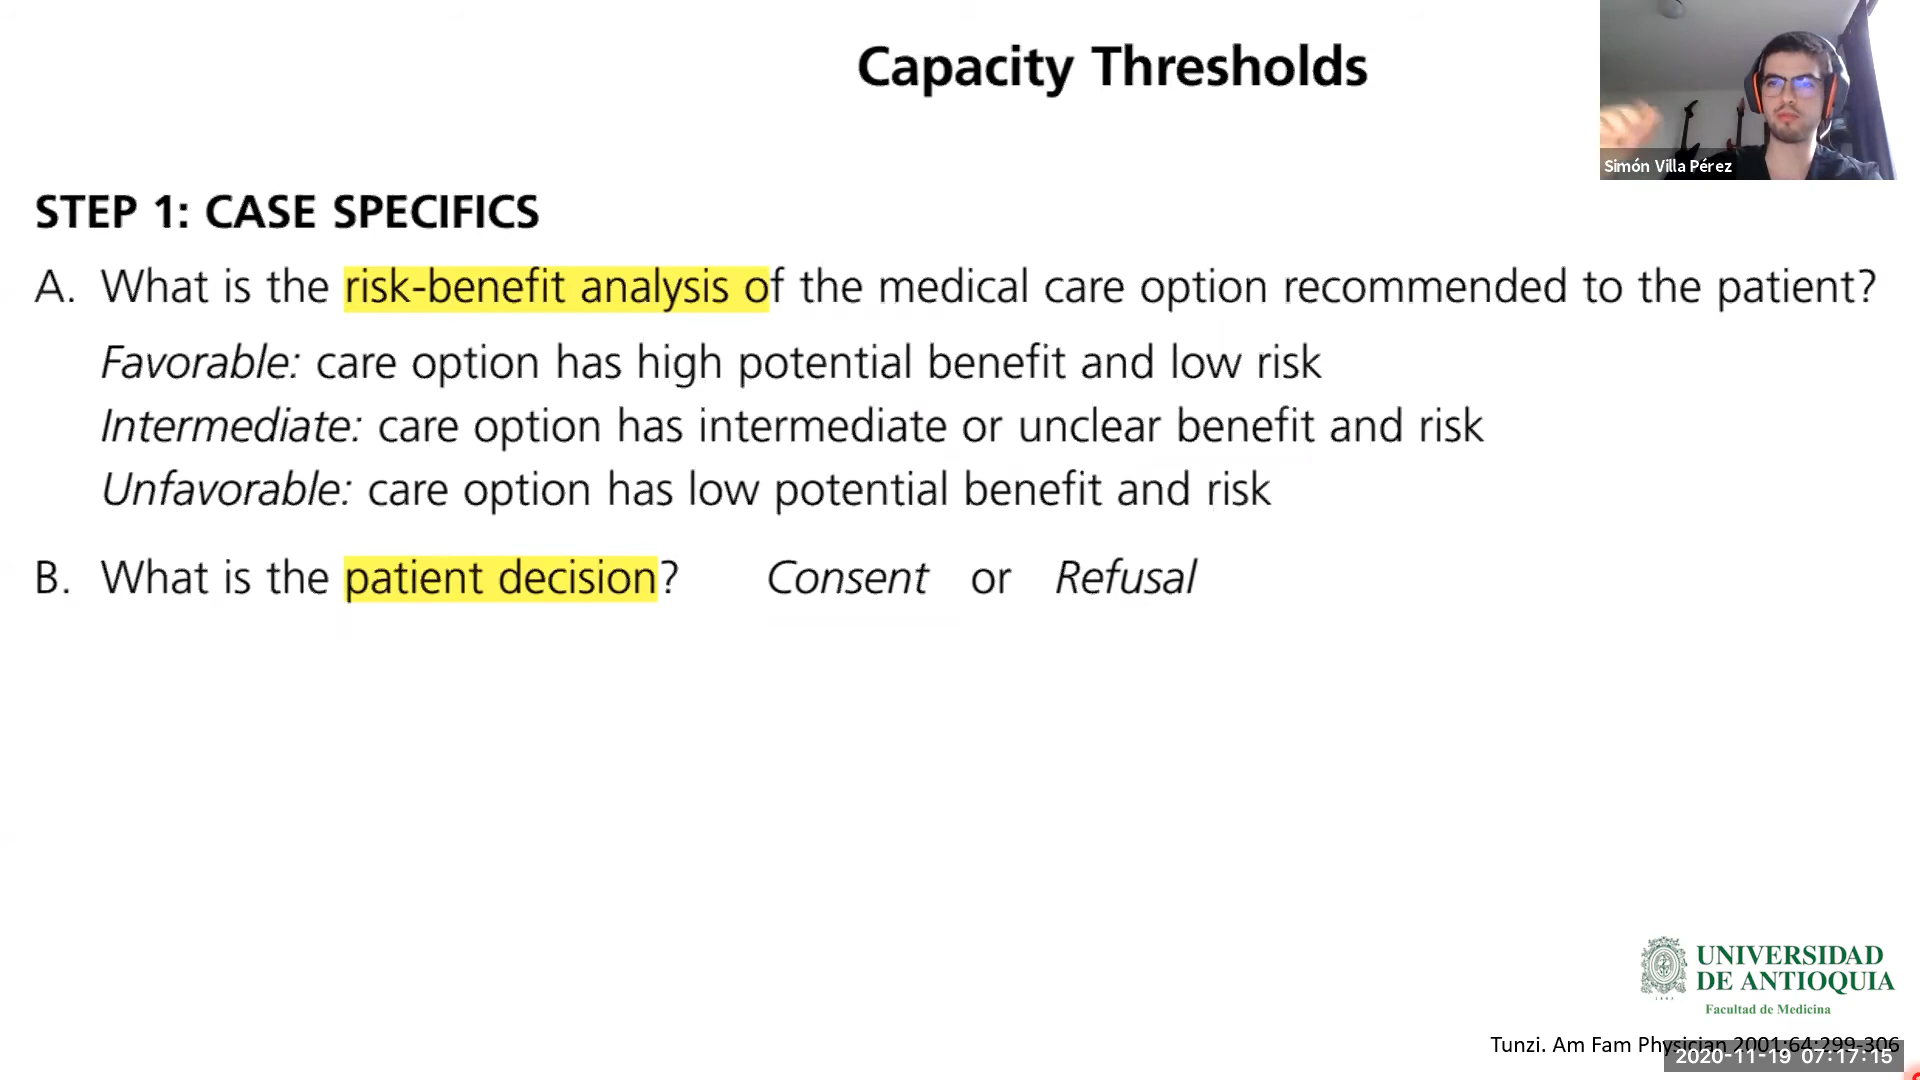 Capacity Thresholds
Simón Villa Pérez
STEP 1: CASE SPECIFICS
A. What is the risk-benefit analysis of the medical care option recommended to the patient?
Favorable: care option has high potential benefit and low risk
Intermediate: care option has intermediate or unclear benefit and risk
Unfavorable: care option has low potential benefit and risk
B. What is the patient decision? Consent or Refusal
UNIVERSIDAD
DE ANTIOQUIA
Facultad de Medicina
Tunzi. Am Fam Physician 2001;64:299-306
2020-11-19 07:17:15